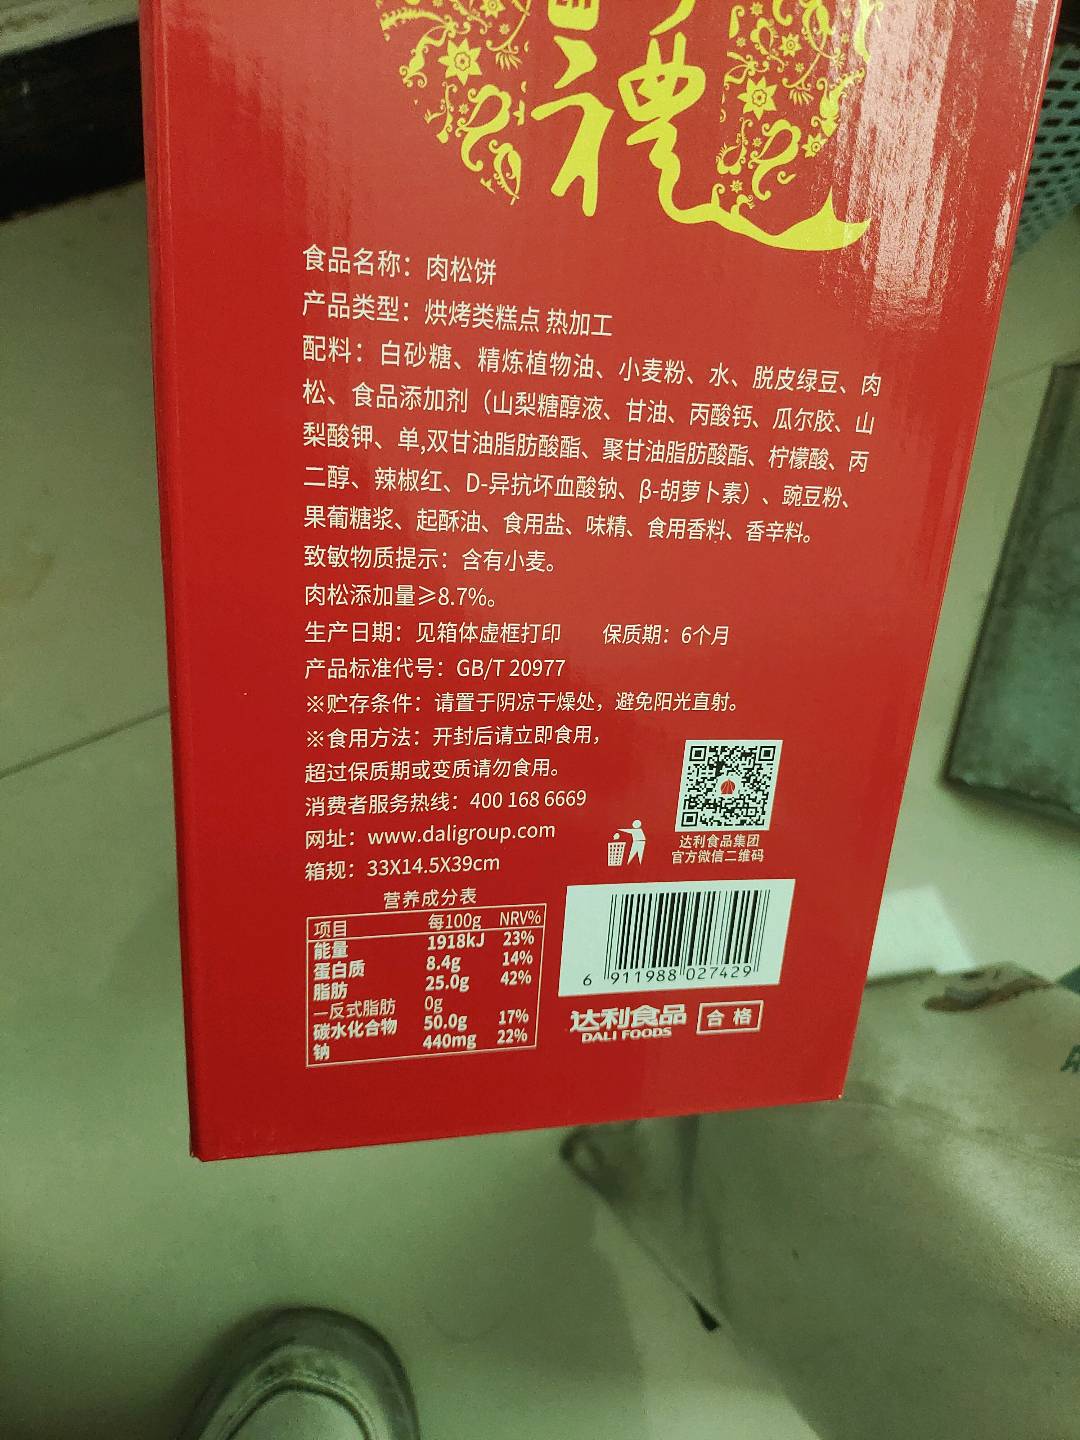 禮
食品名称：肉松饼
产品类型：烘烤类糕点 热加工
配料：白砂糖、精炼植物油、小麦粉、水、脱皮绿豆、肉
松、食品添加剂（山梨糖醇液、甘油、丙酸钙、瓜尔胶、山
梨酸钾、单,双甘油脂肪酸酯、聚甘油脂肪酸酯、柠檬酸、丙
二醇、辣椒红、D-异抗坏血酸钠、β-胡萝卜素）、豌豆粉、
果葡糖浆、起酥油、食用盐、味精、食用香料、香辛料。
致敏物质提示：含有小麦。
肉松添加量≥8.7%。
生产日期：见箱体虚框打印 保质期：6个月
产品标准代号：GB/T 20977
※贮存条件：请置于阴凉干燥处，避免阳光直射。
※食用方法：开封后请立即食用，
超过保质期或变质请勿食用。
消费者服务热线：400 168 6669
网址：www.daligroup.com
箱规：33X14.5X39cm
达利食品集团
官方微信二维码
营养成分表
项目 每100g NRV%
能量 1918kJ 23%
蛋白质 8.4g 14%
脂肪 25.0g 42%
—反式脂肪 0g
碳水化合物 50.0g 17%
钠 440mg 22%
6 911988 027429
达利食品 合格
DALI FOODS